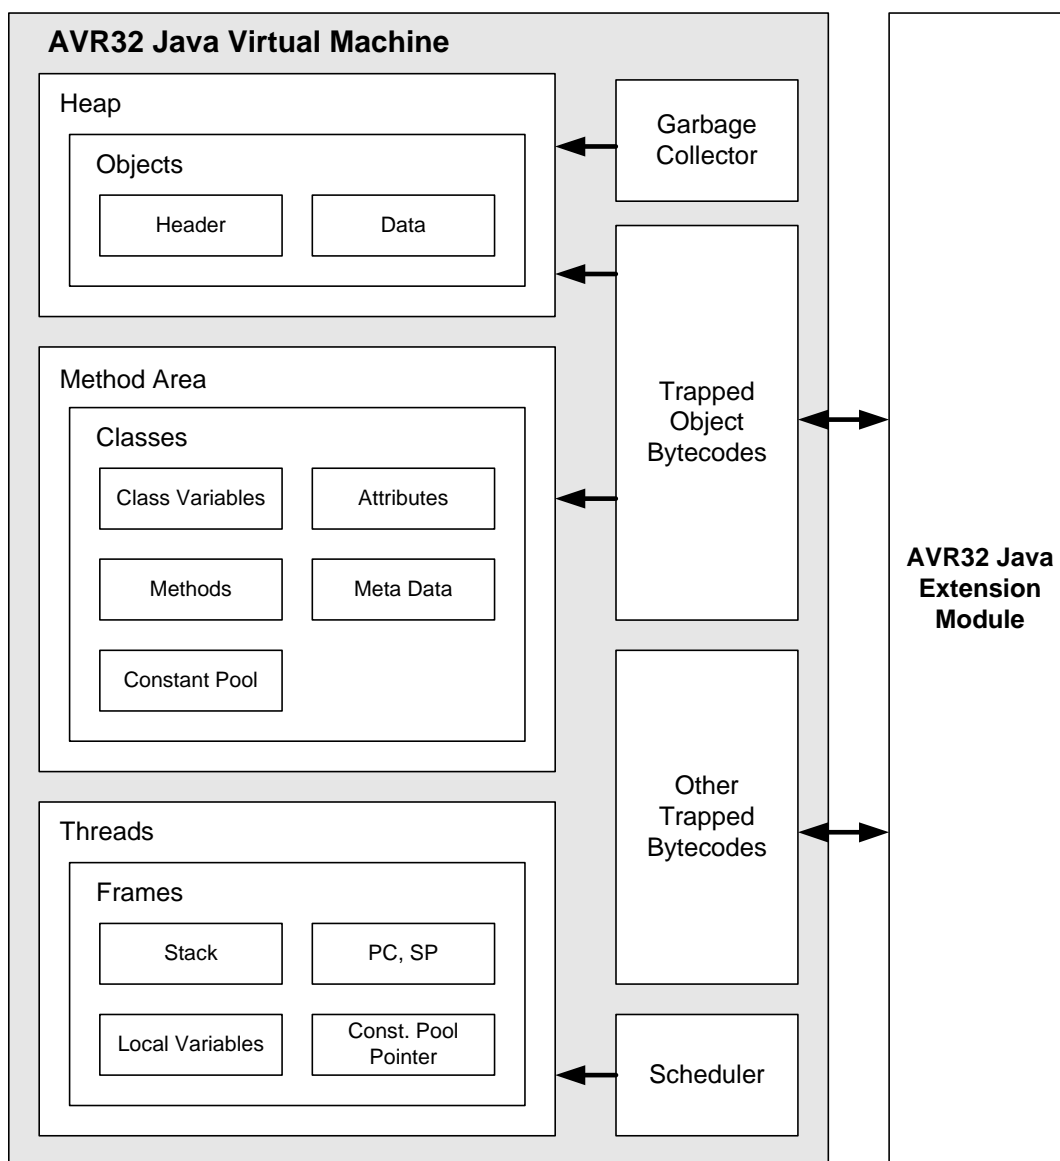 AVR32 Java Virtual Machine
Heap
Objects
Header
Data
Garbage
Collector
Method Area
Classes
Class Variables
Attributes
Methods
Meta Data
Constant Pool
Trapped
Object
Bytecodes
Threads
Frames
Stack
PC, SP
Local Variables
Const. Pool
Pointer
Other
Trapped
Bytecodes
Scheduler
AVR32 Java
Extension
Module